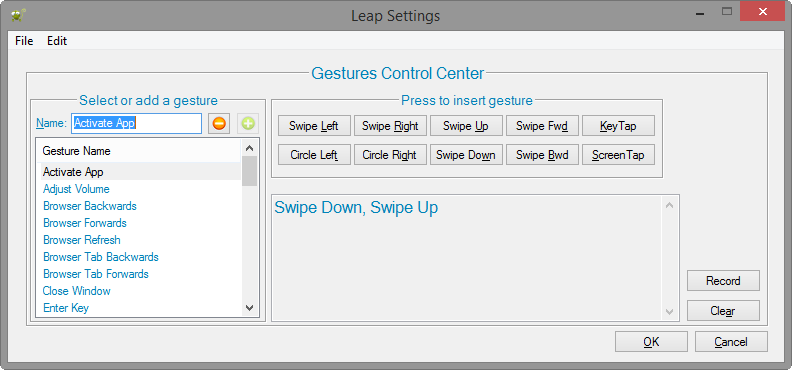 Leap Settings
File Edit
Gestures Control Center
Select or add a gesture
Name: Activate App
Gesture Name
Activate App
Adjust Volume
Browser Backwards
Browser Forwards
Browser Refresh
Browser Tab Backwards
Browser Tab Forwards
Close Window
Enter Key
Press to insert gesture
Swipe Left Swipe Right Swipe Up Swipe Fwd KeyTap
Circle Left Circle Right Swipe Down Swipe Bwd ScreenTap
Swipe Down, Swipe Up
Record
Clear
OK Cancel